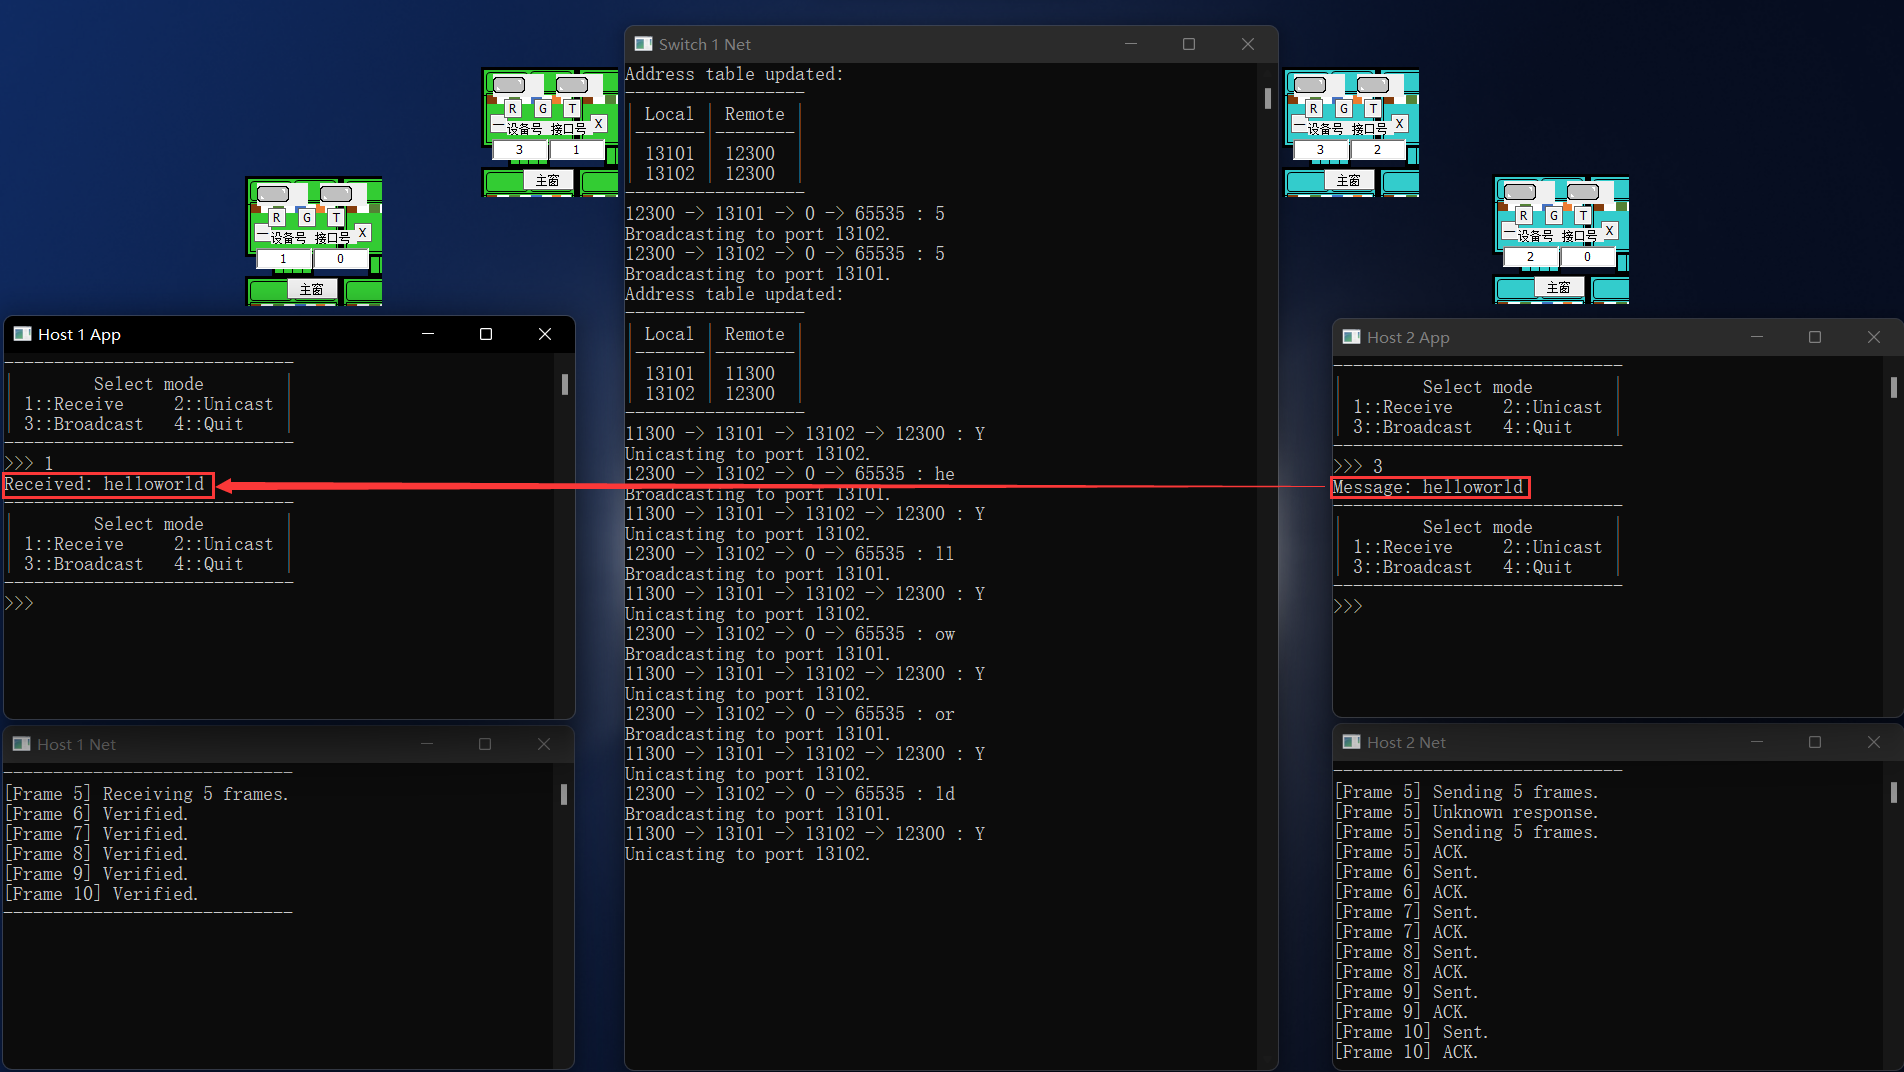 Switch 1 Net
Address table updated:
Local | Remote
13101 | 12300
13102 | 12300
12300 -> 13101 -> 0 -> 65535 : 5
Broadcasting to port 13102.
12300 -> 13102 -> 0 -> 65535 : 5
Broadcasting to port 13101.
Address table updated:
Local | Remote
13101 | 11300
13102 | 12300
11300 -> 13101 -> 13102 -> 12300 : Y
Unicasting to port 13102.
12300 -> 13102 -> 0 -> 65535 : he
Broadcasting to port 13101.
11300 -> 13101 -> 13102 -> 12300 : Y
Unicasting to port 13102.
12300 -> 13102 -> 0 -> 65535 : ll
Broadcasting to port 13101.
11300 -> 13101 -> 13102 -> 12300 : Y
Unicasting to port 13102.
12300 -> 13102 -> 0 -> 65535 : ow
Broadcasting to port 13101.
11300 -> 13101 -> 13102 -> 12300 : Y
Unicasting to port 13102.
12300 -> 13102 -> 0 -> 65535 : or
Broadcasting to port 13101.
11300 -> 13101 -> 13102 -> 12300 : Y
Unicasting to port 13102.
12300 -> 13102 -> 0 -> 65535 : ld
Broadcasting to port 13101.
11300 -> 13101 -> 13102 -> 12300 : Y
Unicasting to port 13102.
R G T
设备号 接口号 X
3 1
主窗
R G T
设备号 接口号 X
1 0
主窗
R G T
设备号 接口号 X
3 2
主窗
R G T
设备号 接口号 X
2 0
主窗
Host 1 App
Select mode
1::Receive 2::Unicast
3::Broadcast 4::Quit
>>> 1
Received: helloworld
Select mode
1::Receive 2::Unicast
3::Broadcast 4::Quit
>>>
Host 1 Net
[Frame 5] Receiving 5 frames.
[Frame 6] Verified.
[Frame 7] Verified.
[Frame 8] Verified.
[Frame 9] Verified.
[Frame 10] Verified.
Host 2 App
Select mode
1::Receive 2::Unicast
3::Broadcast 4::Quit
>>> 3
Message: helloworld
Select mode
1::Receive 2::Unicast
3::Broadcast 4::Quit
>>>
Host 2 Net
[Frame 5] Sending 5 frames.
[Frame 5] Unknown response.
[Frame 5] Sending 5 frames.
[Frame 5] ACK.
[Frame 6] Sent.
[Frame 6] ACK.
[Frame 7] Sent.
[Frame 7] ACK.
[Frame 8] Sent.
[Frame 8] ACK.
[Frame 9] Sent.
[Frame 9] ACK.
[Frame 10] Sent.
[Frame 10] ACK.